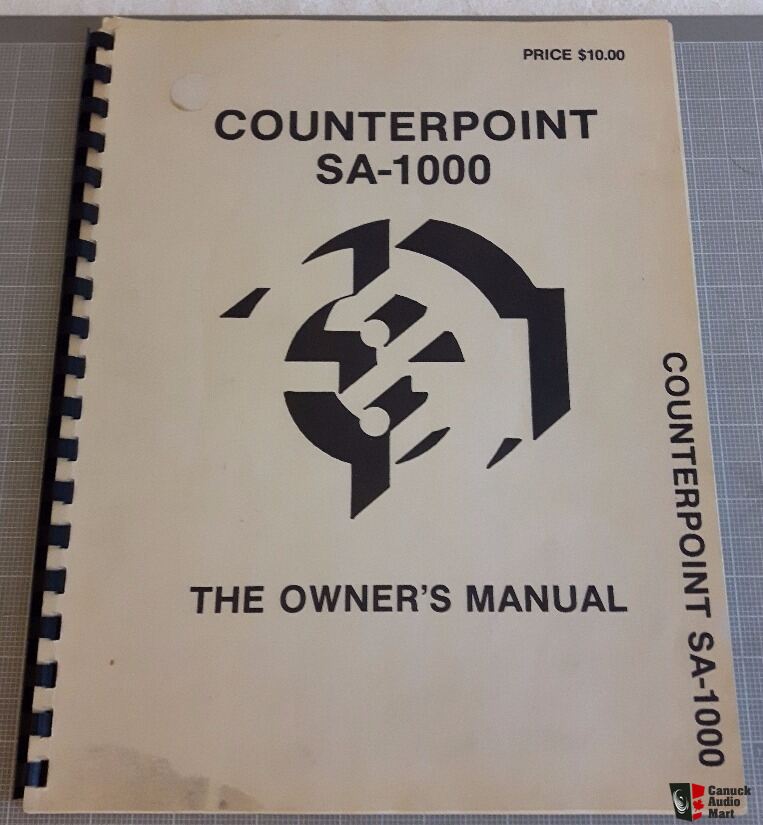 PRICE $10.00
COUNTERPOINT
SA-1000
THE OWNER'S MANUAL
COUNTERPOINT SA-1000
Canuck
Audio
Mart